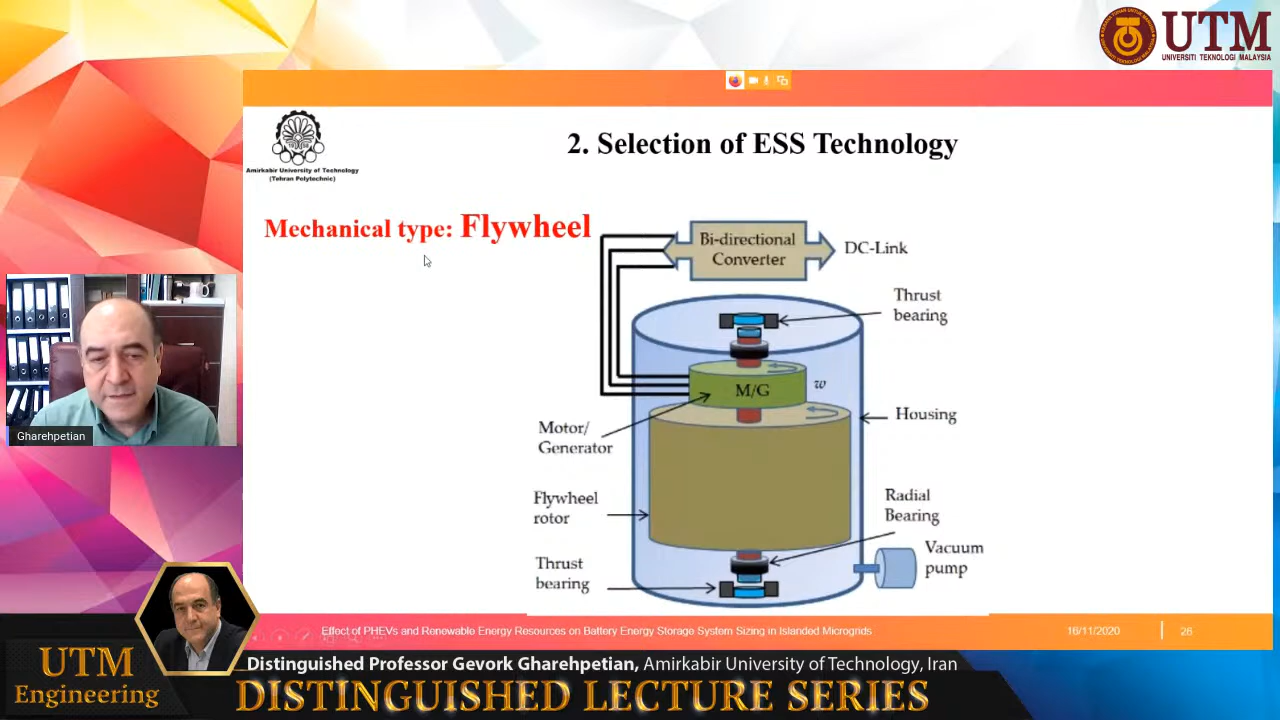 UTM
UNIVERSITI TEKNOLOGI MALAYSIA
Amirkabir University of Technology
(Tehran Polytechnic)
2. Selection of ESS Technology
Mechanical type: Flywheel
Bi-directional
Converter
DC-Link
Thrust
bearing
M/G
w
Housing
Motor/
Generator
Flywheel
rotor
Radial
Bearing
Thrust
bearing
Vacuum
pump
Gharehpetian
Effect of PHEVs and Renewable Energy Resources on Battery Energy Storage System Sizing in Islanded Microgrids
16/11/2020
26
UTM
Engineering
Distinguished Professor Gevork Gharehpetian, Amirkabir University of Technology, Iran
DISTINGUISHED LECTURE SERIES